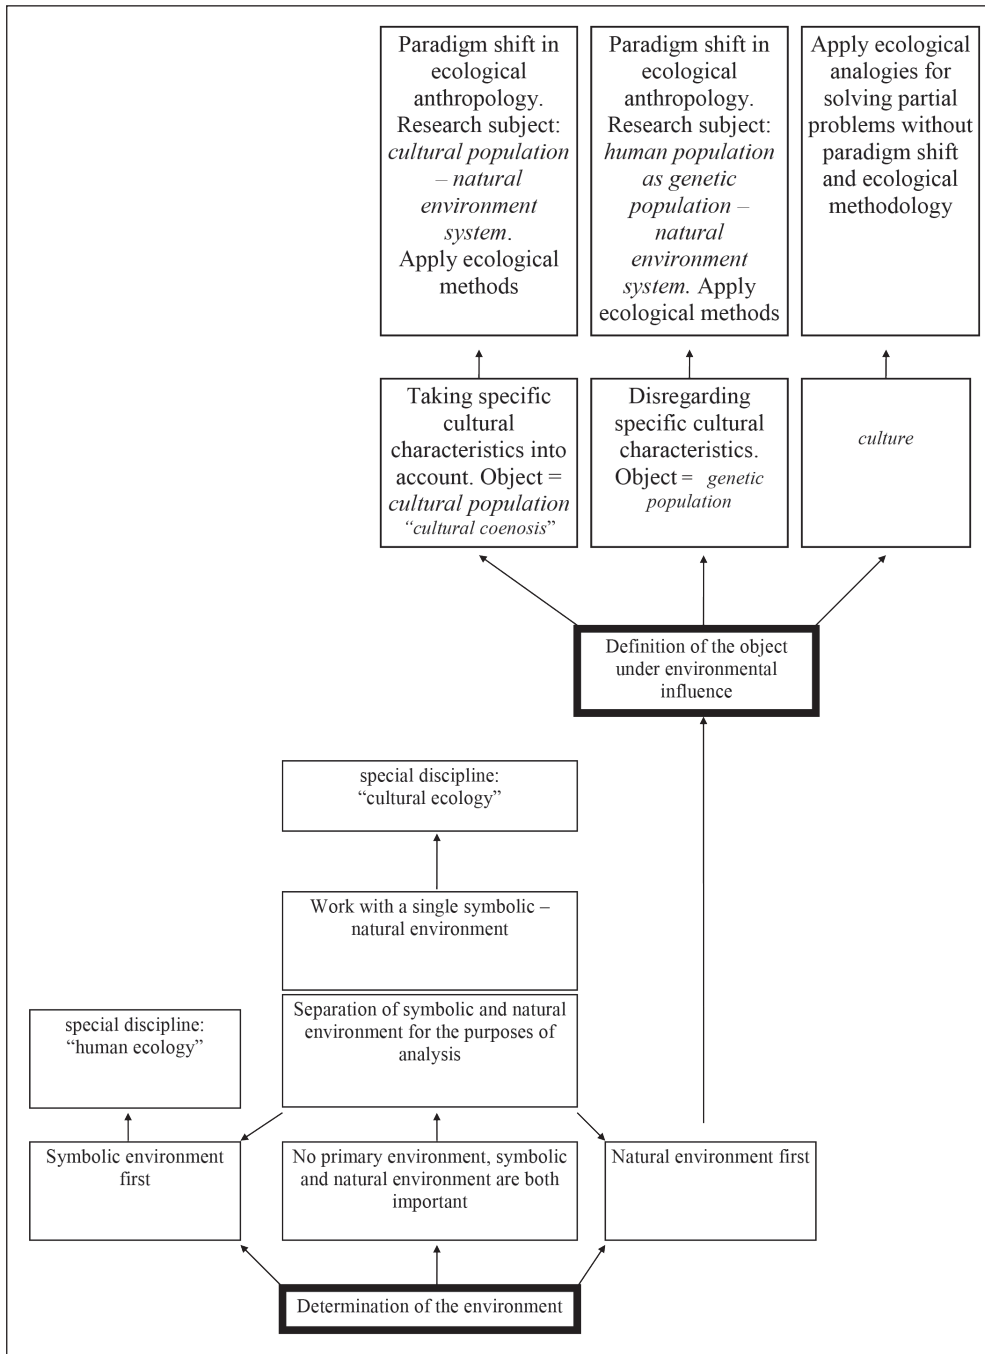 Paradigm shift in
ecological
anthropology.
Research subject:
cultural population
– natural
environment
system.
Apply ecological
methods
Paradigm shift in
ecological
anthropology.
Research subject:
human population
as genetic
population –
natural
environment
system. Apply
ecological methods
Apply ecological
analogies for
solving partial
problems without
paradigm shift
and ecological
methodology
Taking specific
cultural
characteristics into
account. Object =
cultural population
“cultural coenosis”
Disregarding
specific cultural
characteristics.
Object = genetic
population
culture
Definition of the object
under environmental
influence
special discipline:
“cultural ecology”
Work with a single symbolic –
natural environment
Separation of symbolic and natural
environment for the purposes of
analysis
special discipline:
“human ecology”
Symbolic environment
first
No primary environment, symbolic
and natural environment are both
important
Natural environment first
Determination of the environment